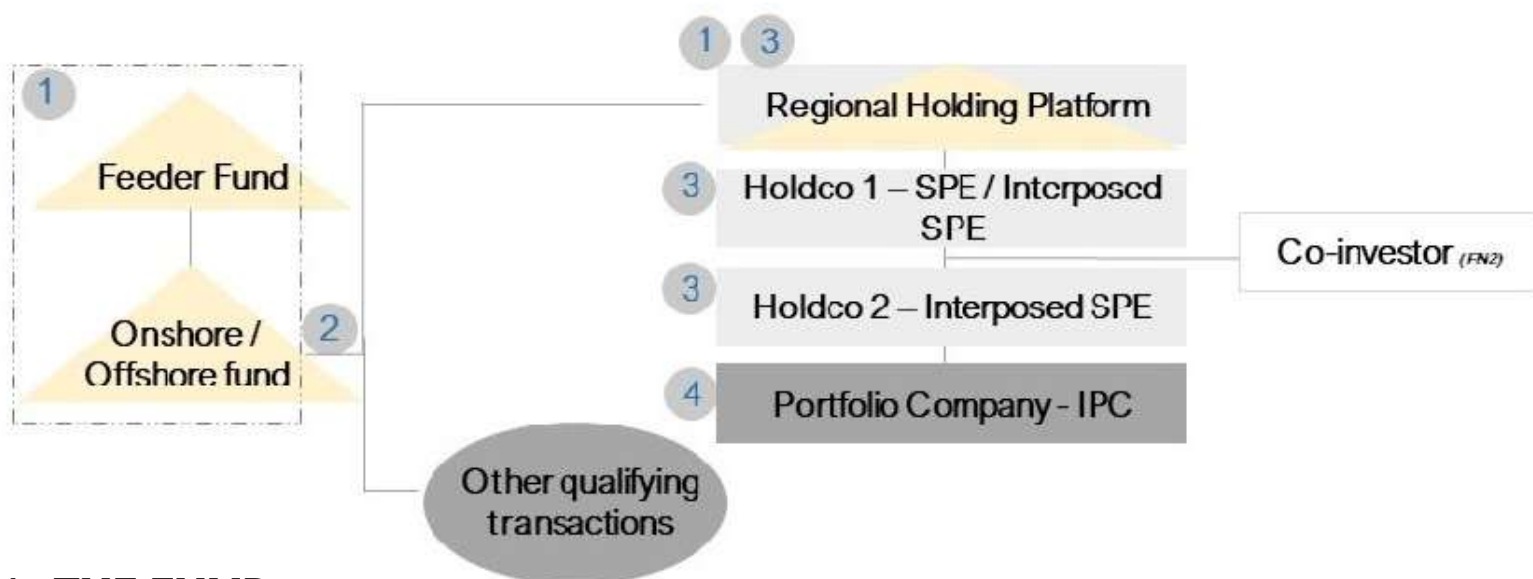 1 3
1
Regional Holding Platform
Feeder Fund
3
Holdco 1 – SPE / Interposed
SPE
Co-investor (FN2)
3
Holdco 2 – Interposed SPE
Onshore /
Offshore fund
2
4
Portfolio Company - IPC
Other qualifying
transactions